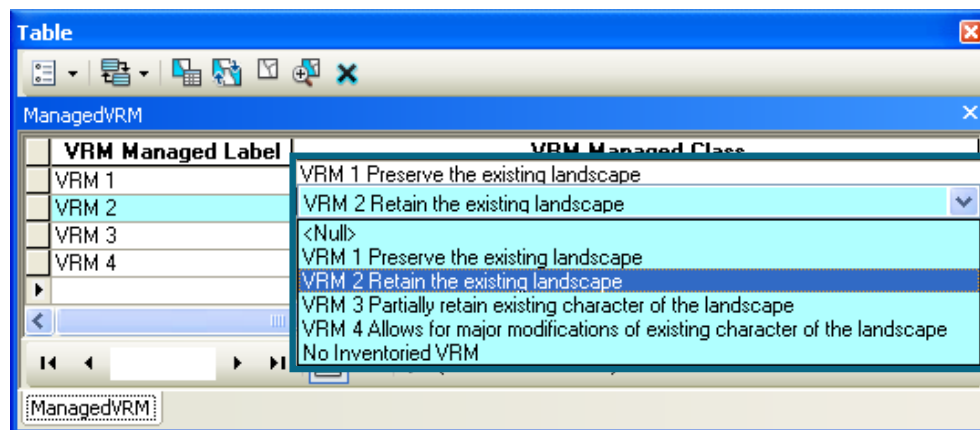 Table
ManagedVRM
VRM Managed Label VRM Managed Class
VRM 1 VRM 1 Preserve the existing landscape
VRM 2 VRM 2 Retain the existing landscape
VRM 3 <Null>
VRM 4 VRM 1 Preserve the existing landscape
VRM 2 Retain the existing landscape
VRM 3 Partially retain existing character of the landscape
VRM 4 Allows for major modifications of existing character of the landscape
No Inventoried VRM
ManagedVRM